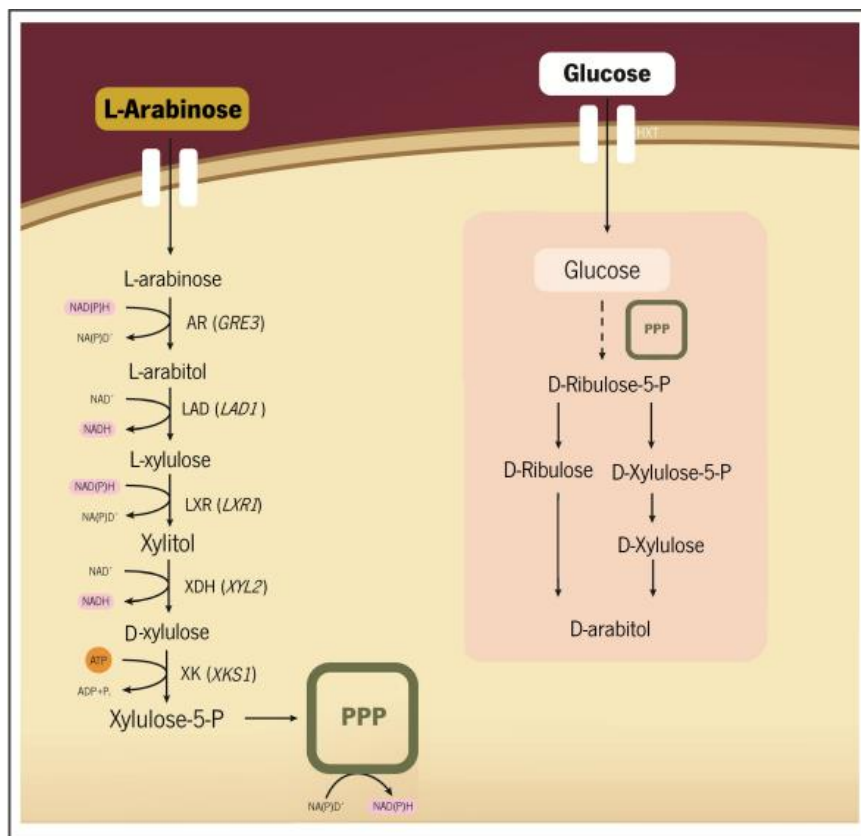 L-Arabinose
L-arabinose
NAD(P)H
NA(P)D⁺
AR (GRE3)
L-arabitol
NAD⁺
NADH
LAD (LAD1)
L-xylulose
NAD(P)H
NA(P)D⁺
LXR (LXR1)
Xylitol
NAD⁺
NADH
XDH (XYL2)
D-xylulose
ATP
ADP+Pᵢ
XK (XKS1)
Xylulose-5-P
PPP
NA(P)D⁺
NAD(P)H
Glucose
HXT
Glucose
PPP
D-Ribulose-5-P
D-Ribulose
D-Xylulose-5-P
D-Xylulose
D-arabitol